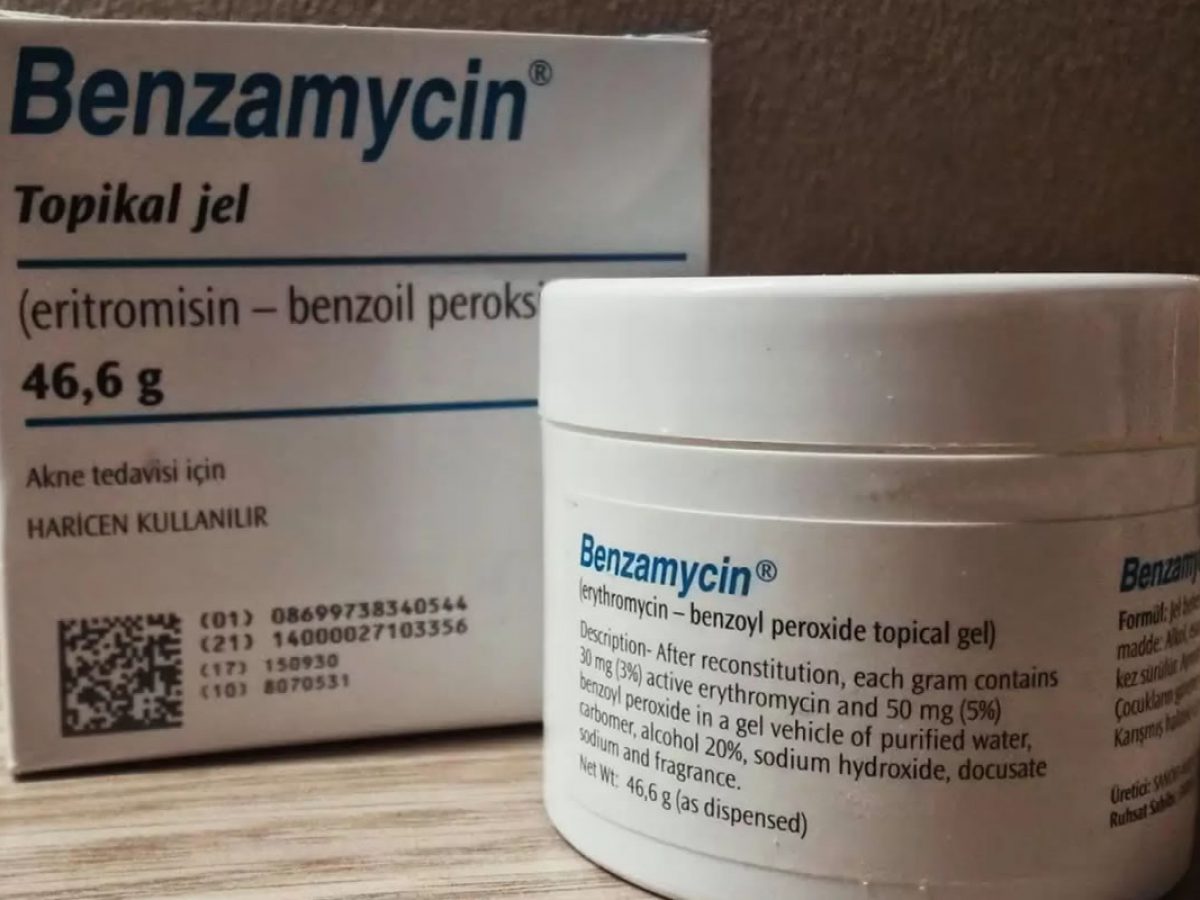 Benzamycin®
Topikal jel
(eritromisin – benzoil peroksi
46,6 g
Akne tedavisi için
HARİCEN KULLANILIR
(01) 08699738340544
(21) 14000027103356
(17) 150930
(10) 8070531
Benzamycin®
(erythromycin – benzoyl peroxide topical gel)
Description- After reconstitution, each gram contains
30 mg (3%) active erythromycin and 50 mg (5%)
benzoyl peroxide in a gel vehicle of purified water,
carbomer, alcohol 20%, sodium hydroxide, docusate
sodium and fragrance.
Net Wt: 46,6 g (as dispensed)
Benzamy
Formül: Jel
madde: Alkol,
kez sürülür.
Çocukların
Karışmış
Üretici:
Ruhsat Sahibi: